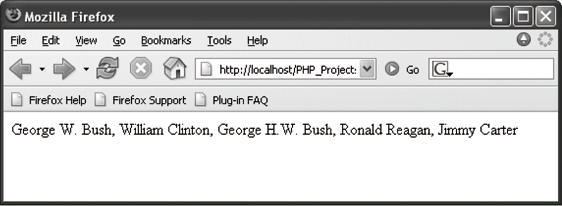 Mozilla Firefox
File Edit View Go Bookmarks Tools Help
http://localhost/PHP_Project: Go G
Firefox Help Firefox Support Plug-in FAQ
George W. Bush, William Clinton, George H.W. Bush, Ronald Reagan, Jimmy Carter